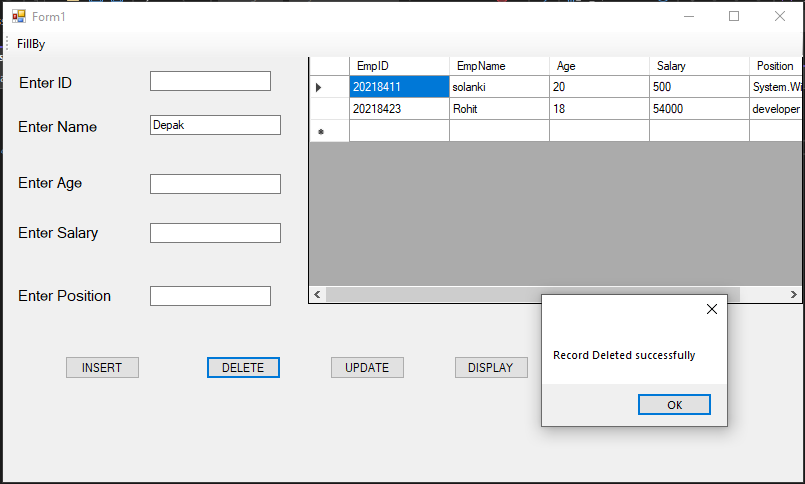 Form1
FillBy
Enter ID
Enter Name Depak
Enter Age
Enter Salary
Enter Position
EmpID EmpName Age Salary Position
20218411 solanki 20 500 System.Wi
20218423 Rohit 18 54000 developer
INSERT DELETE UPDATE DISPLAY
Record Deleted successfully
OK